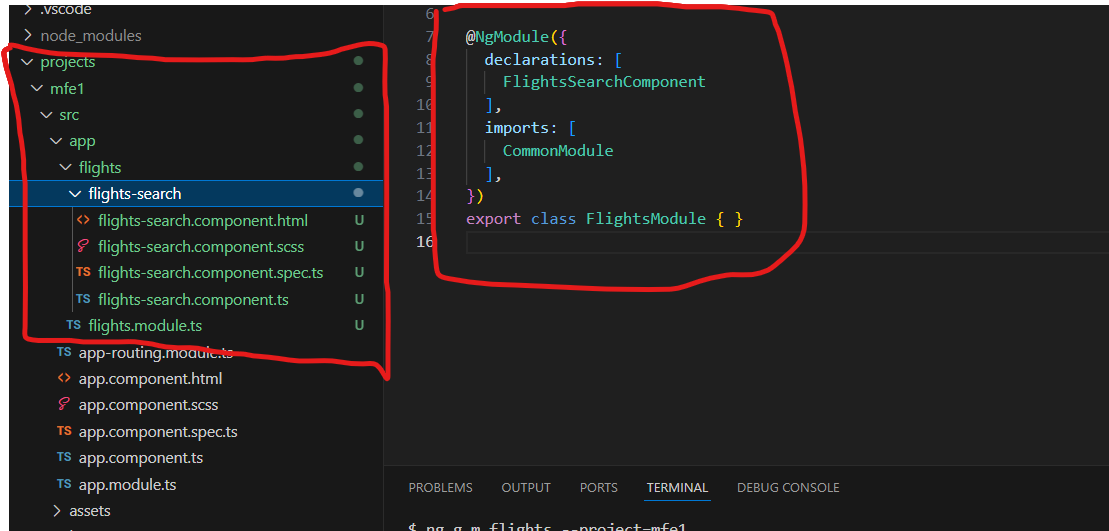 .vscode
node_modules
projects
mfe1
src
app
flights
flights-search
flights-search.component.html U
flights-search.component.scss U
TS flights-search.component.spec.ts U
TS flights-search.component.ts U
TS flights.module.ts U
TS app-routing.module.ts
app.component.html
app.component.scss
TS app.component.spec.ts
TS app.component.ts
TS app.module.ts
assets
6
7 @NgModule({
8 declarations: [
9 FlightsSearchComponent
10 ],
11 imports: [
12 CommonModule
13 ],
14 })
15 export class FlightsModule { }
16
PROBLEMS OUTPUT PORTS TERMINAL DEBUG CONSOLE
$ ng g m flights --project=mfe1